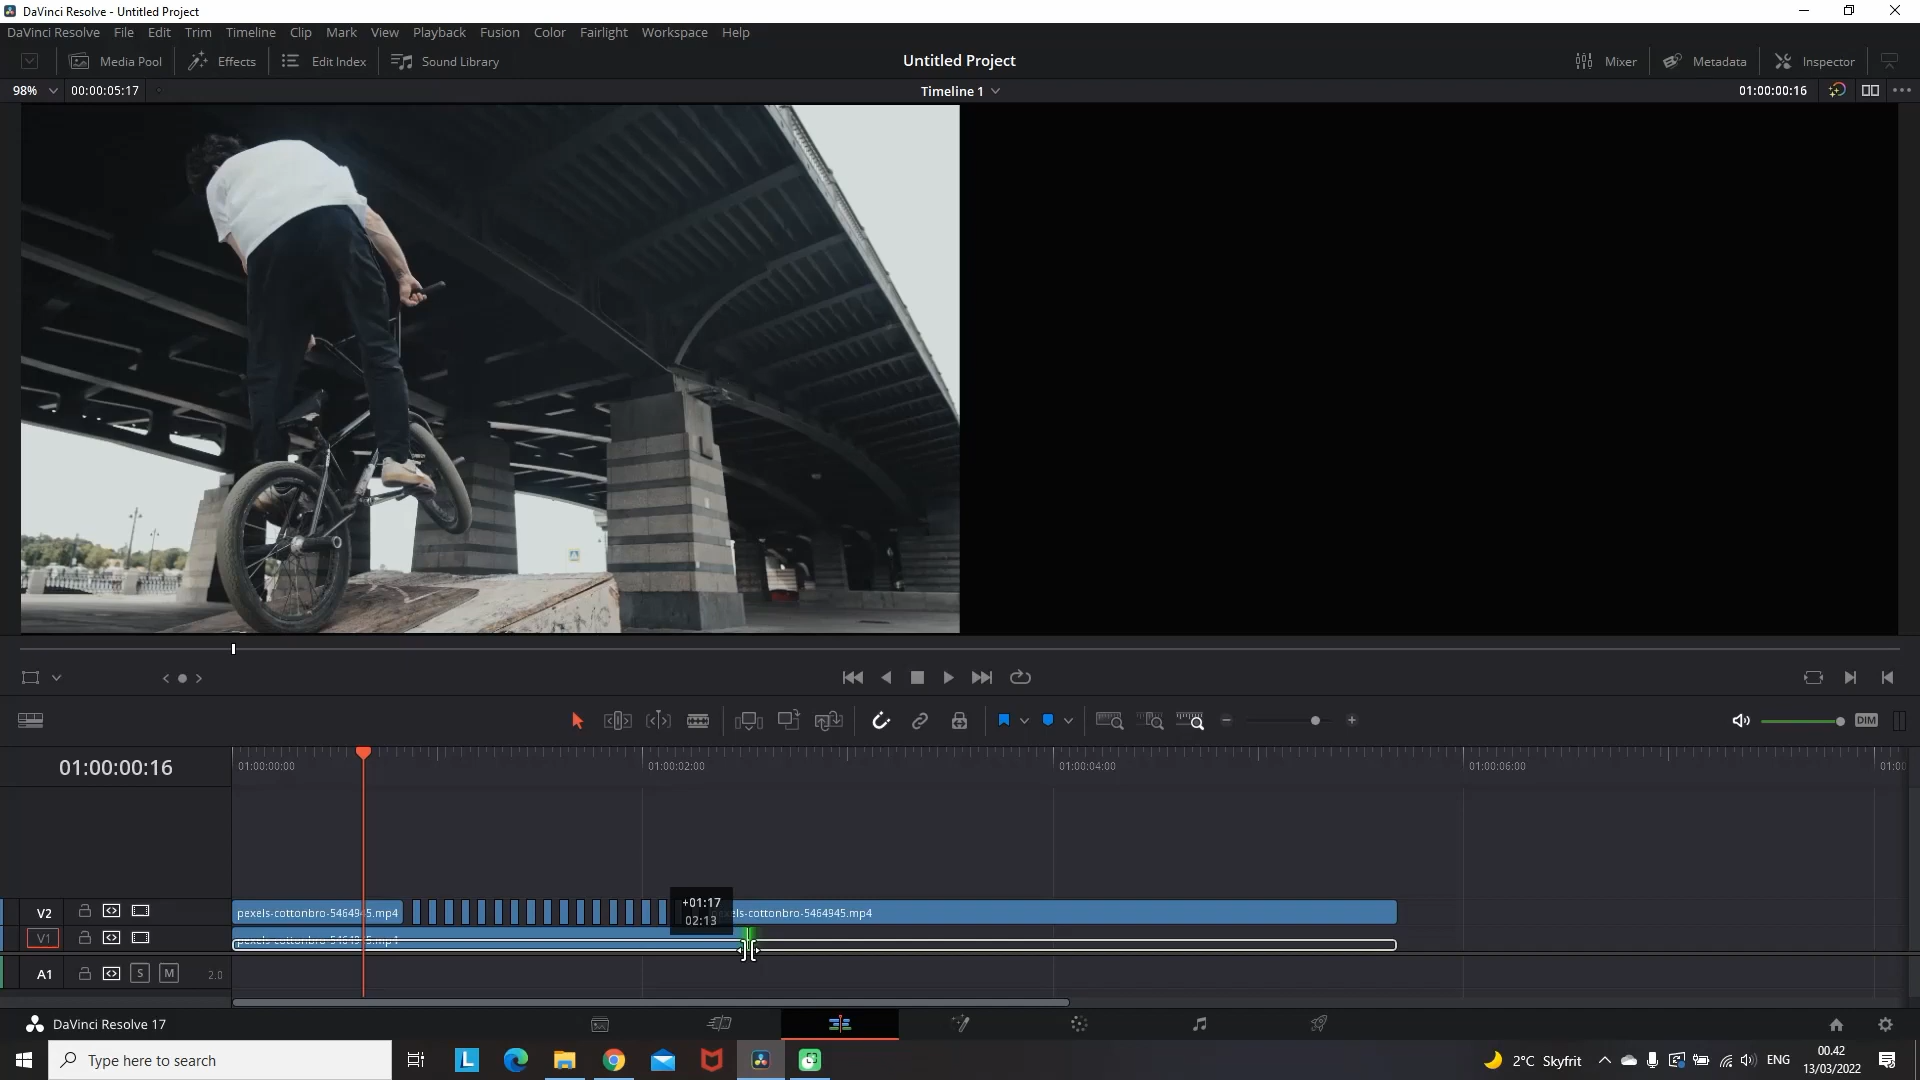 DaVinci Resolve - Untitled Project
DaVinci Resolve File Edit Trim Timeline Clip Mark View Playback Fusion Color Fairlight Workspace Help
Media Pool Effects Edit Index Sound Library Untitled Project Mixer Metadata Inspector
98% 00:00:05:17 Timeline 1 01:00:00:16
DIM
01:00:00:16 01:00:00:00 01:00:02:00 01:00:04:00 01:00:06:00 01:00
+01:17
02:13
V2 pexels-cottonbro-5464945.mp4 els-cottonbro-5464945.mp4
V1 pexels-cottonbro-5464945.mp4
A1 S M 2.0
DaVinci Resolve 17
Type here to search L 2°C Skyfrit ENG 00.42
13/03/2022